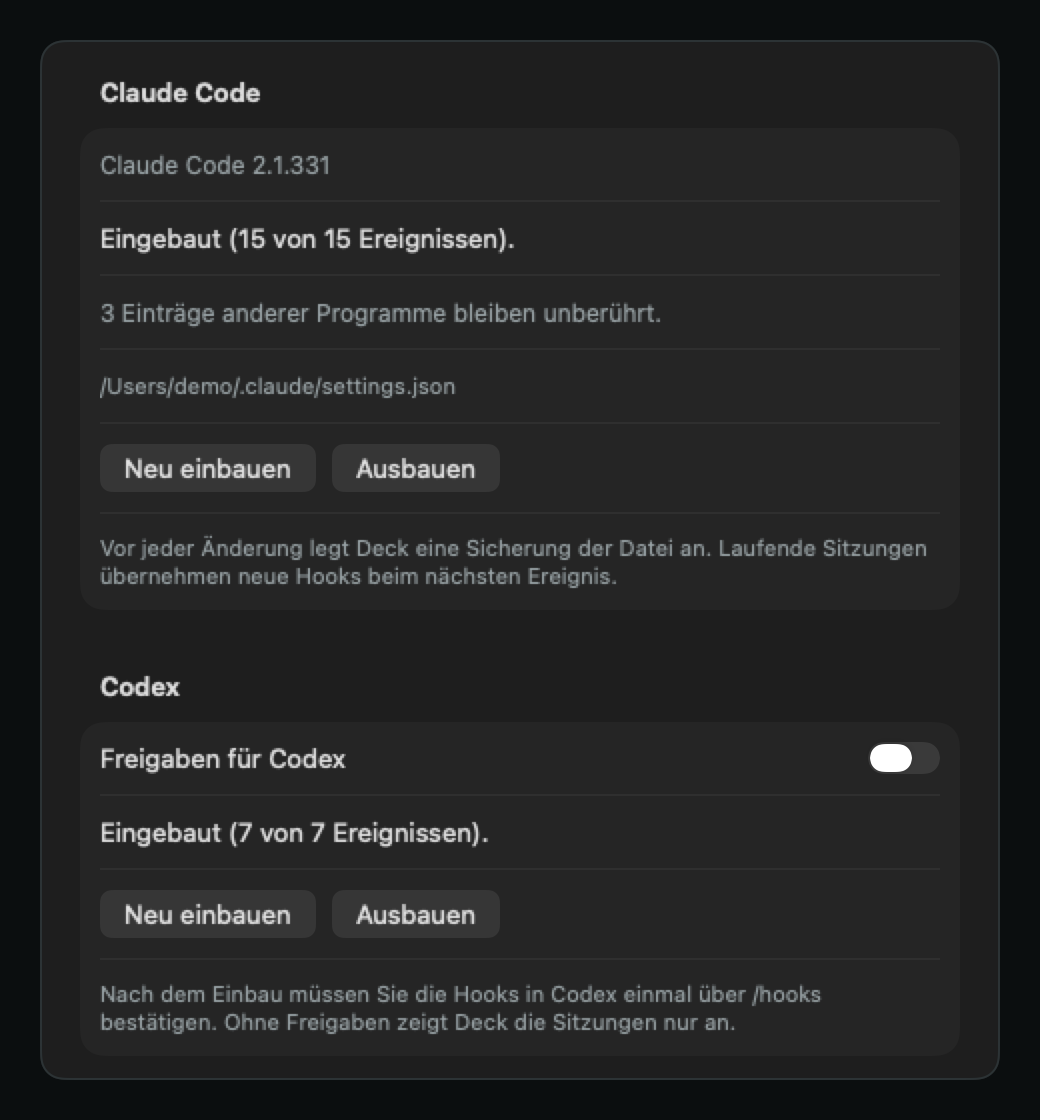 Claude Code
Claude Code 2.1.331
Eingebaut (15 von 15 Ereignissen).
3 Einträge anderer Programme bleiben unberührt.
/Users/demo/.claude/settings.json
Neu einbauen
Ausbauen
Vor jeder Änderung legt Deck eine Sicherung der Datei an. Laufende Sitzungen
übernehmen neue Hooks beim nächsten Ereignis.
Codex
Freigaben für Codex
Eingebaut (7 von 7 Ereignissen).
Neu einbauen
Ausbauen
Nach dem Einbau müssen Sie die Hooks in Codex einmal über /hooks
bestätigen. Ohne Freigaben zeigt Deck die Sitzungen nur an.